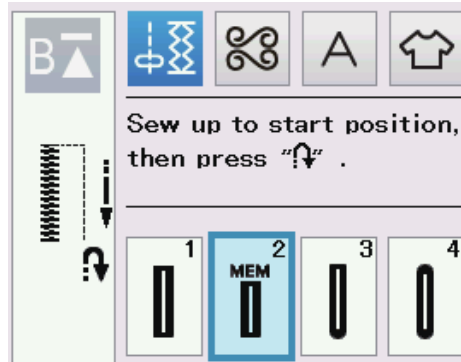 B
A
Sew up to start position,
then press “↷” .
1
2
3
4
MEM